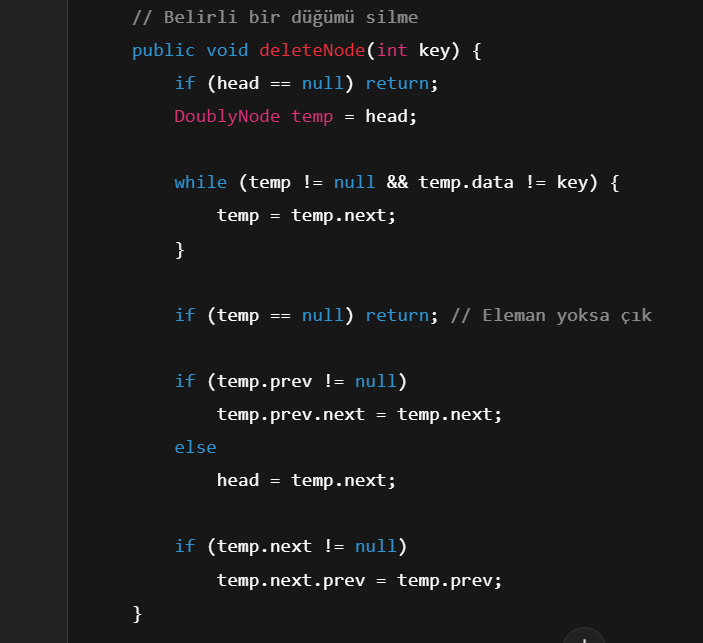 // Belirli bir düğümü silme
public void deleteNode(int key) {
    if (head == null) return;
    DoublyNode temp = head;

    while (temp != null && temp.data != key) {
        temp = temp.next;
    }

    if (temp == null) return; // Eleman yoksa çık

    if (temp.prev != null)
        temp.prev.next = temp.next;
    else
        head = temp.next;

    if (temp.next != null)
        temp.next.prev = temp.prev;
}